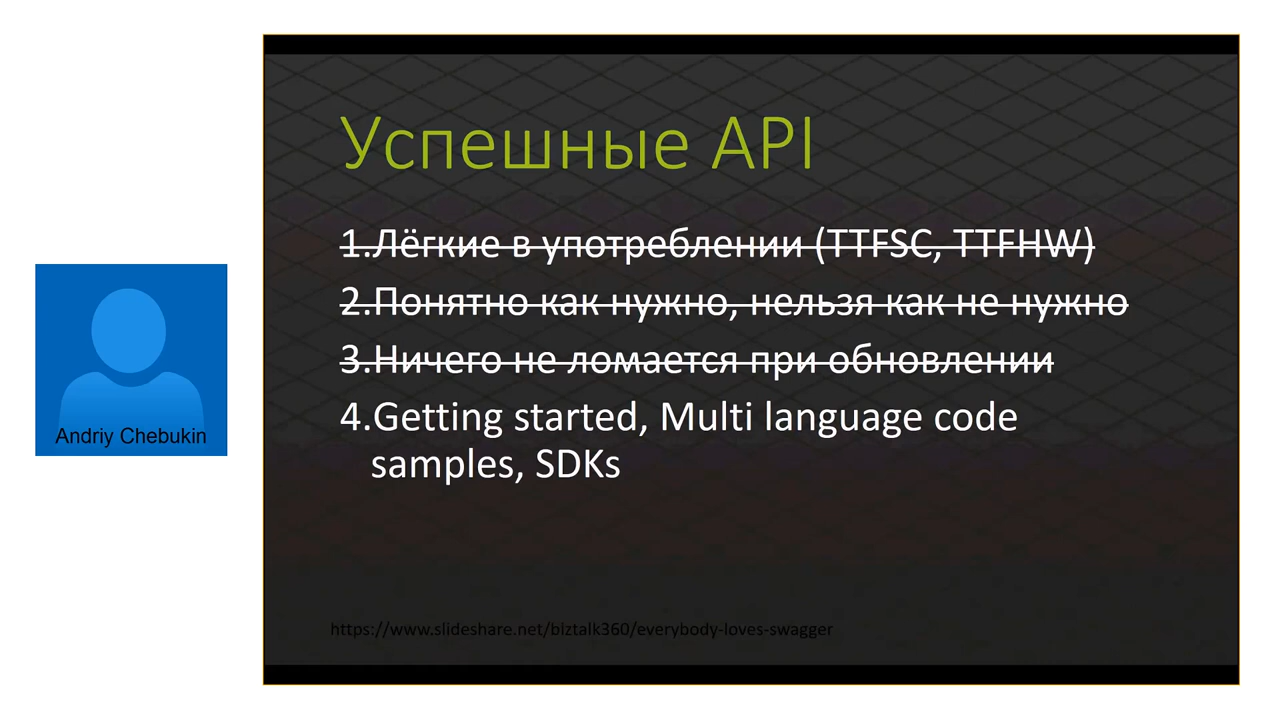 Успешные API
1.Лёгкие в употреблении (TTFSC, TTFHW)
2.Понятно как нужно, нельзя как не нужно
3.Ничего не ломается при обновлении
4.Getting started, Multi language code
samples, SDKs
Andriy Chebukin
https://www.slideshare.net/biztalk360/everybody-loves-swagger